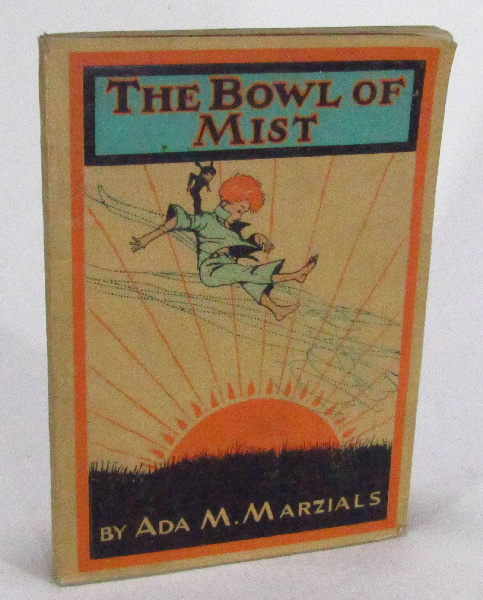 THE BOWL OF
MIST
BY ADA M. MARZIALS